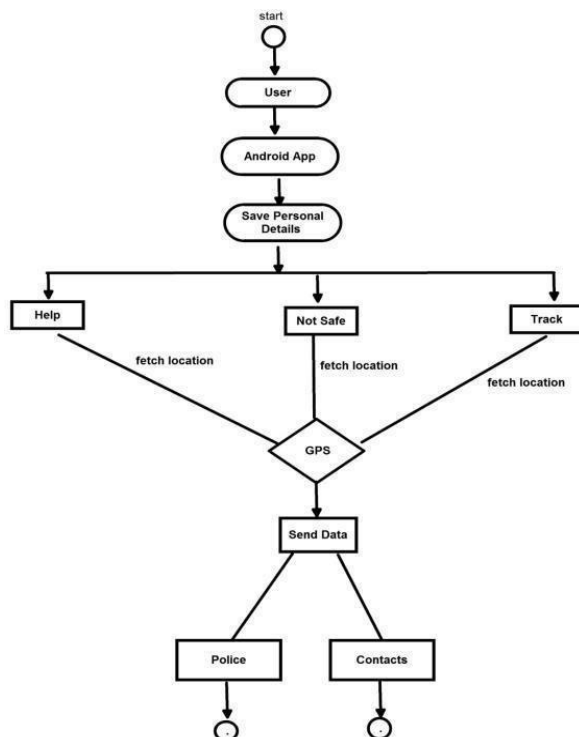 start
User
Android App
Save Personal
Details
Help
Not Safe
Track
fetch location
fetch location
fetch location
GPS
Send Data
Police
Contacts